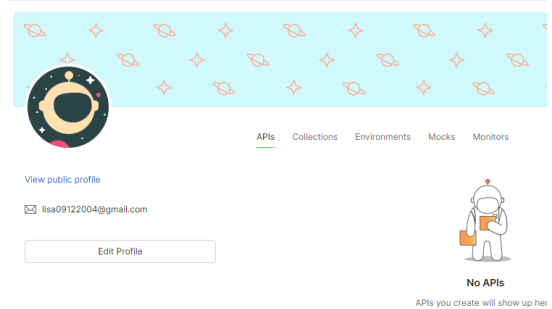 APIs Collections Environments Mocks Monitors
View public profile
lisa09122004@gmail.com
Edit Profile
No APIs
APIs you create will show up her